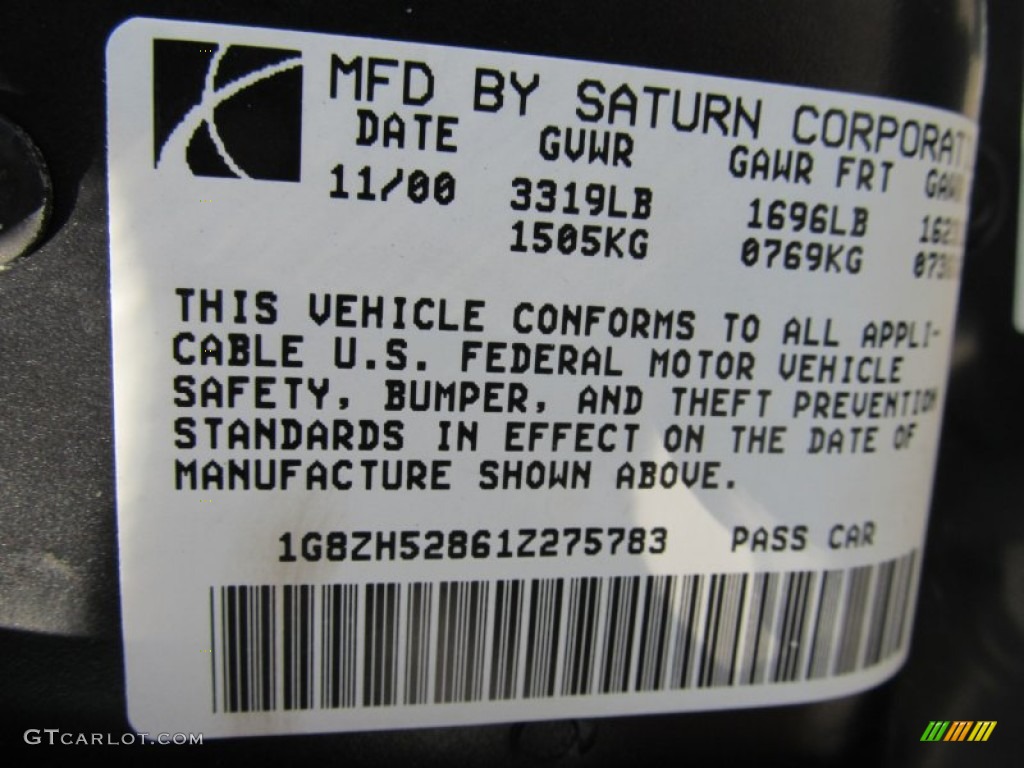 MFD BY SATURN CORPORATI
DATE GVWR GAWR FRT GAW
11/00 3319LB 1696LB
1505KG 0769KG
THIS VEHICLE CONFORMS TO ALL APPLI-
CABLE U.S. FEDERAL MOTOR VEHICLE
SAFETY, BUMPER, AND THEFT PREVENTION
STANDARDS IN EFFECT ON THE DATE OF
MANUFACTURE SHOWN ABOVE.
1G8ZH52861Z275783 PASS CAR
GTCARLOT.COM